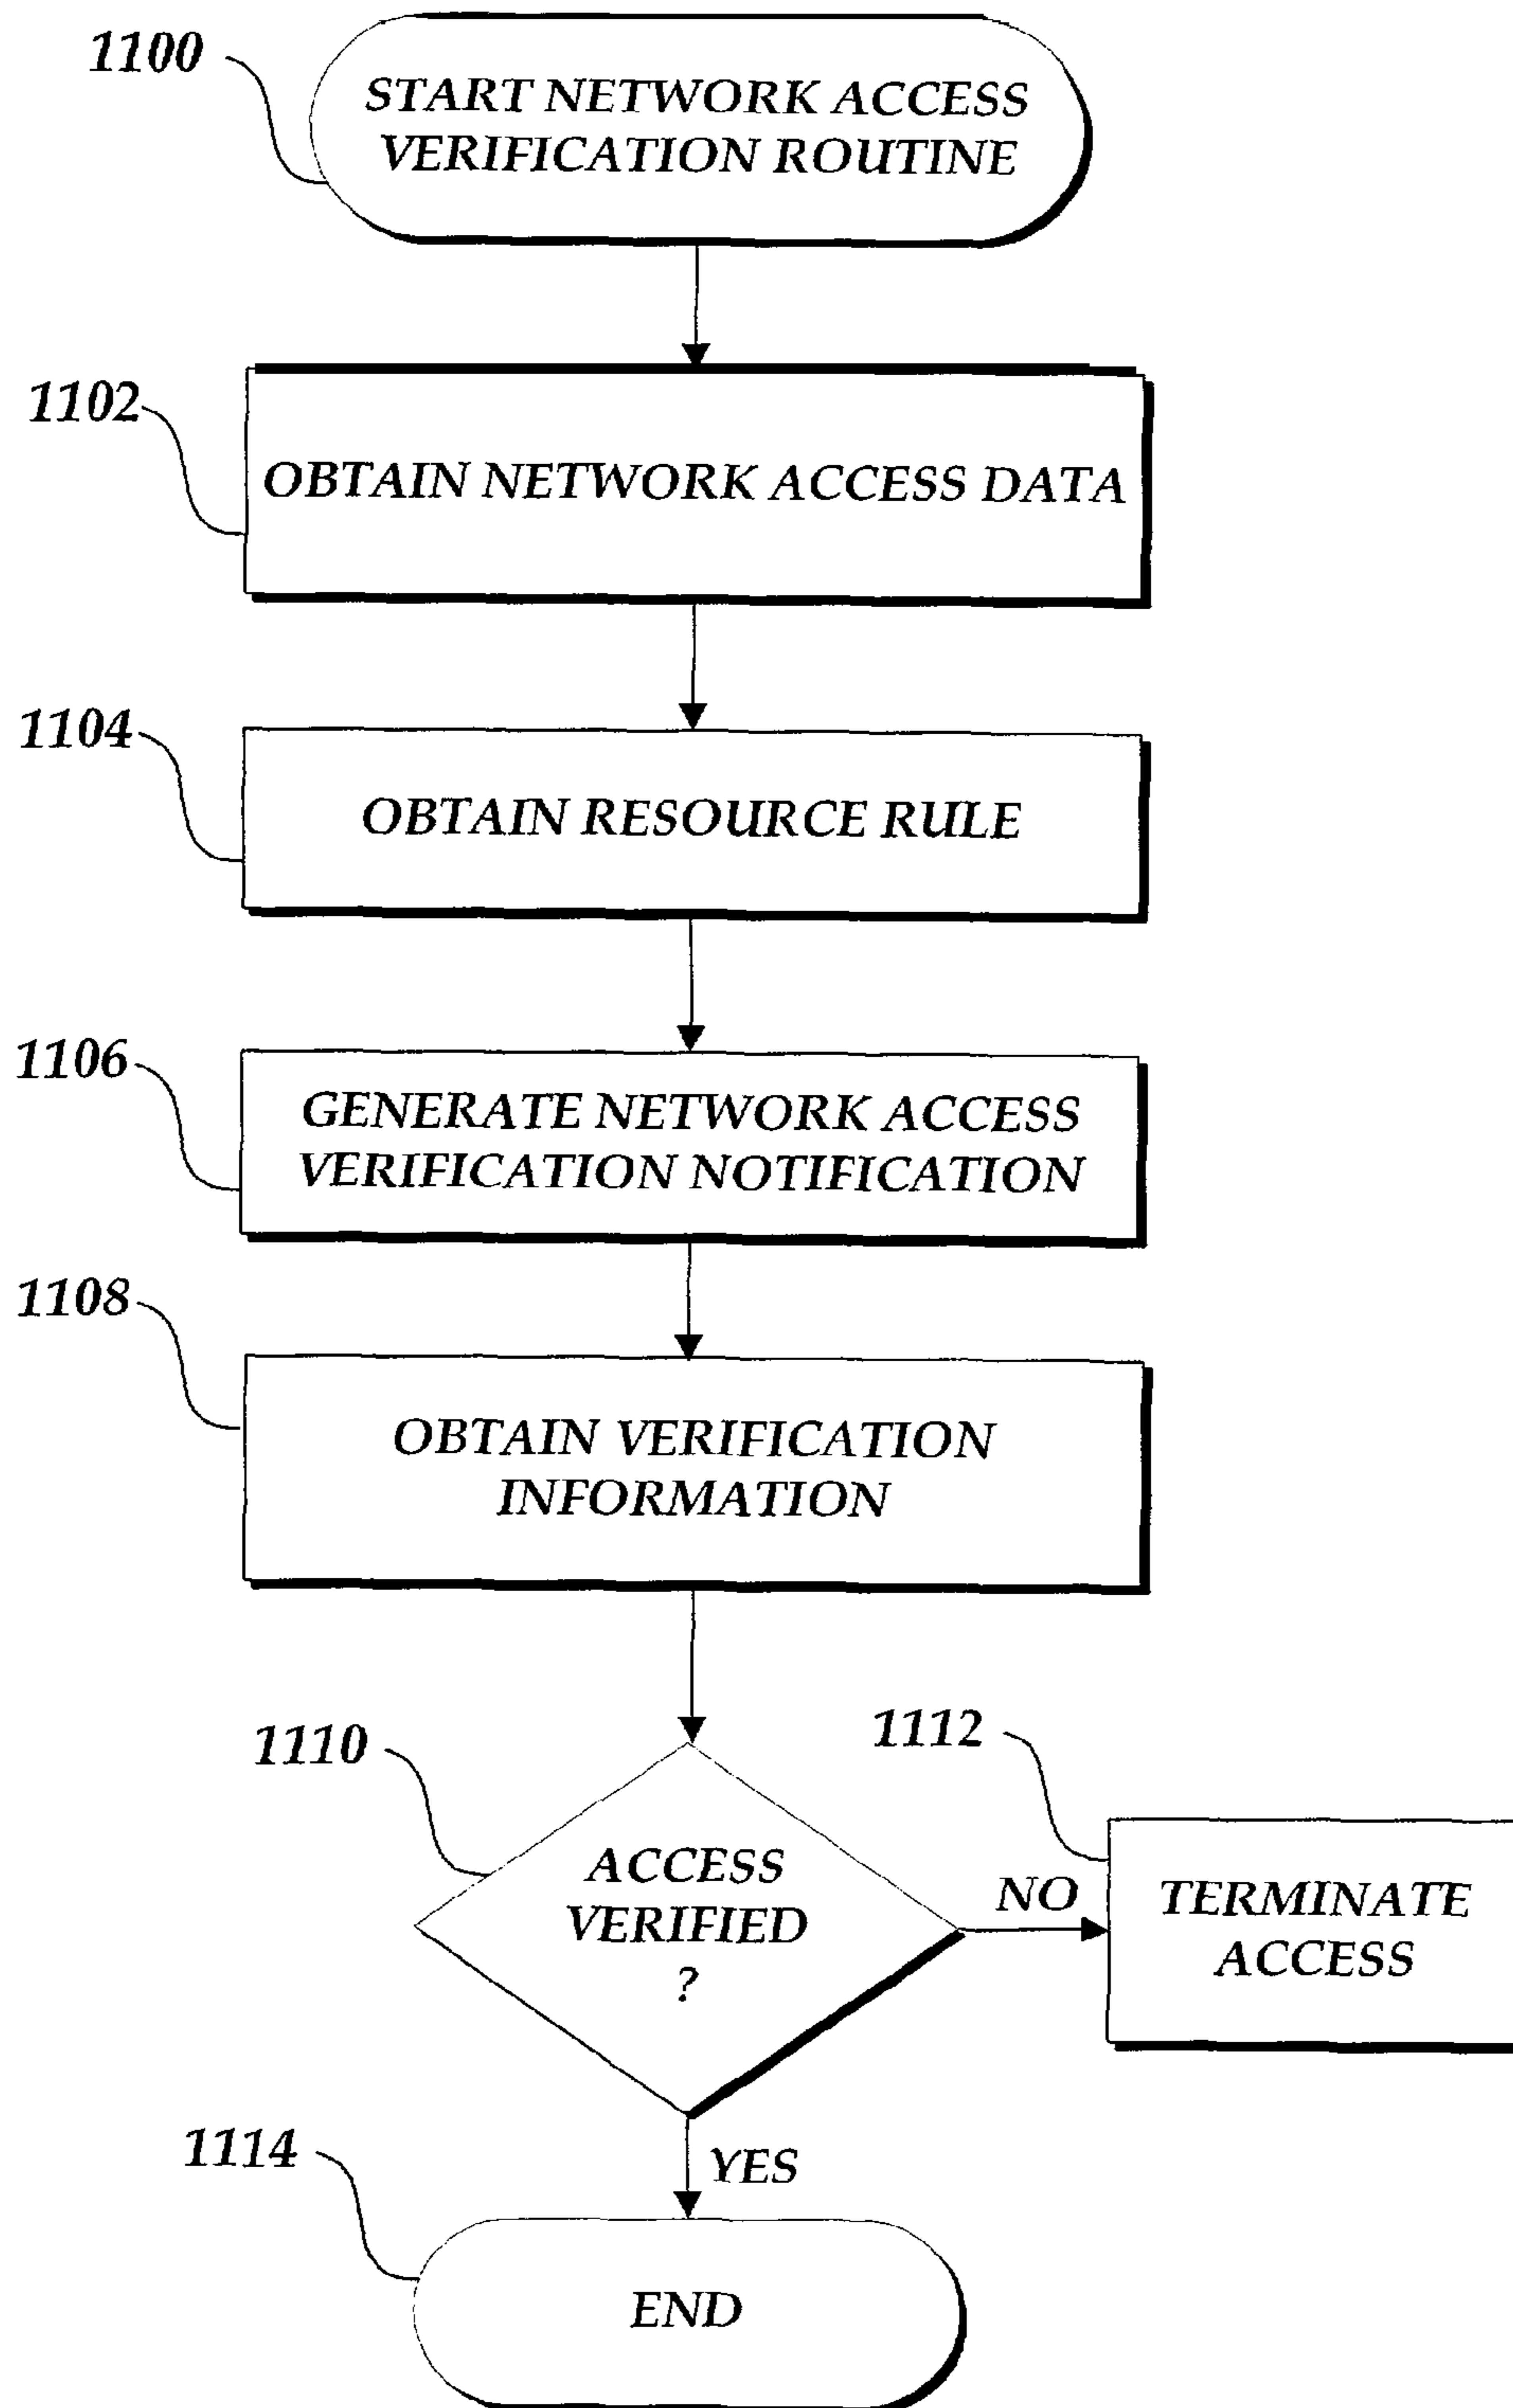 1100
START NETWORK ACCESS
VERIFICATION ROUTINE
1102
OBTAIN NETWORK ACCESS DATA
1104
OBTAIN RESOURCE RULE
1106
GENERATE NETWORK ACCESS
VERIFICATION NOTIFICATION
1108
OBTAIN VERIFICATION
INFORMATION
1110
ACCESS
VERIFIED
?
NO
1112
TERMINATE
ACCESS
YES
1114
END